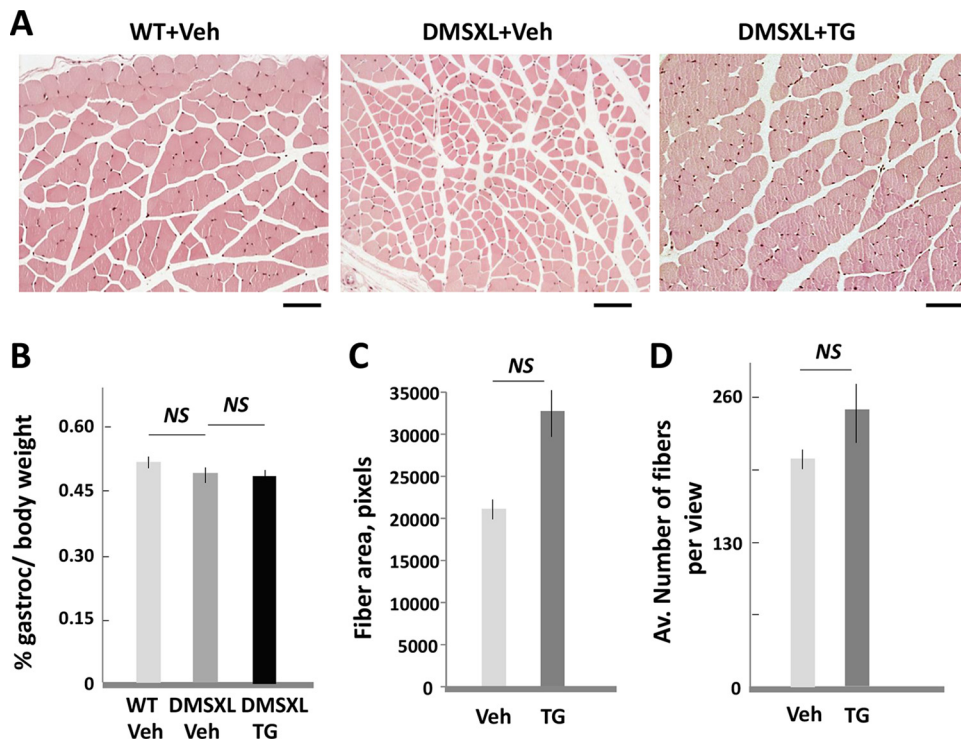 A
WT+Veh
DMSXL+Veh
DMSXL+TG
B
% gastroc/ body weight
0.60
0.45
0.30
0.15
0
NS
NS
WT
Veh
DMSXL
Veh
DMSXL
TG
C
Fiber area, pixels
35000
30000
25000
20000
15000
10000
5000
0
NS
Veh
TG
D
Av. Number of fibers
per view
260
130
0
NS
Veh
TG